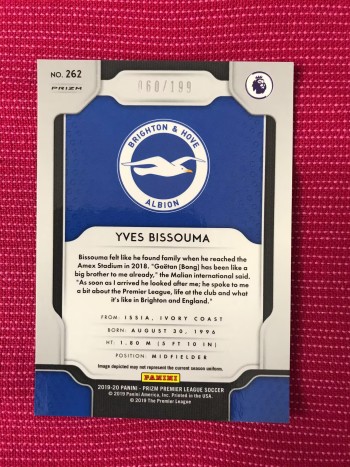 NO. 262
PRIZM
060/199
BRIGHTON & HOVE
ALBION
YVES BISSOUMA
Bissouma felt like he found family when he reached
the Amex Stadium in 2018. "Goëtan (Bong) has been like a
big brother to me already," the Malian international said.
"As soon as I arrived he looked after me; he spoke to me
a bit about the Premier League, life at the club and what
it's like in Brighton and England."
FROM: ISSIA, IVORY COAST
BORN: AUGUST 30, 1996
HT: 1.80 M (5 FT 10 IN)
POSITION: MIDFIELDER
Image depicted may not represent the current season uniform.
PANINI
2019-20 PANINI - PRIZM PREMIER LEAGUE SOCCER
© 2019 Panini America, Inc. Printed in the USA.
© 2019 The Premier League